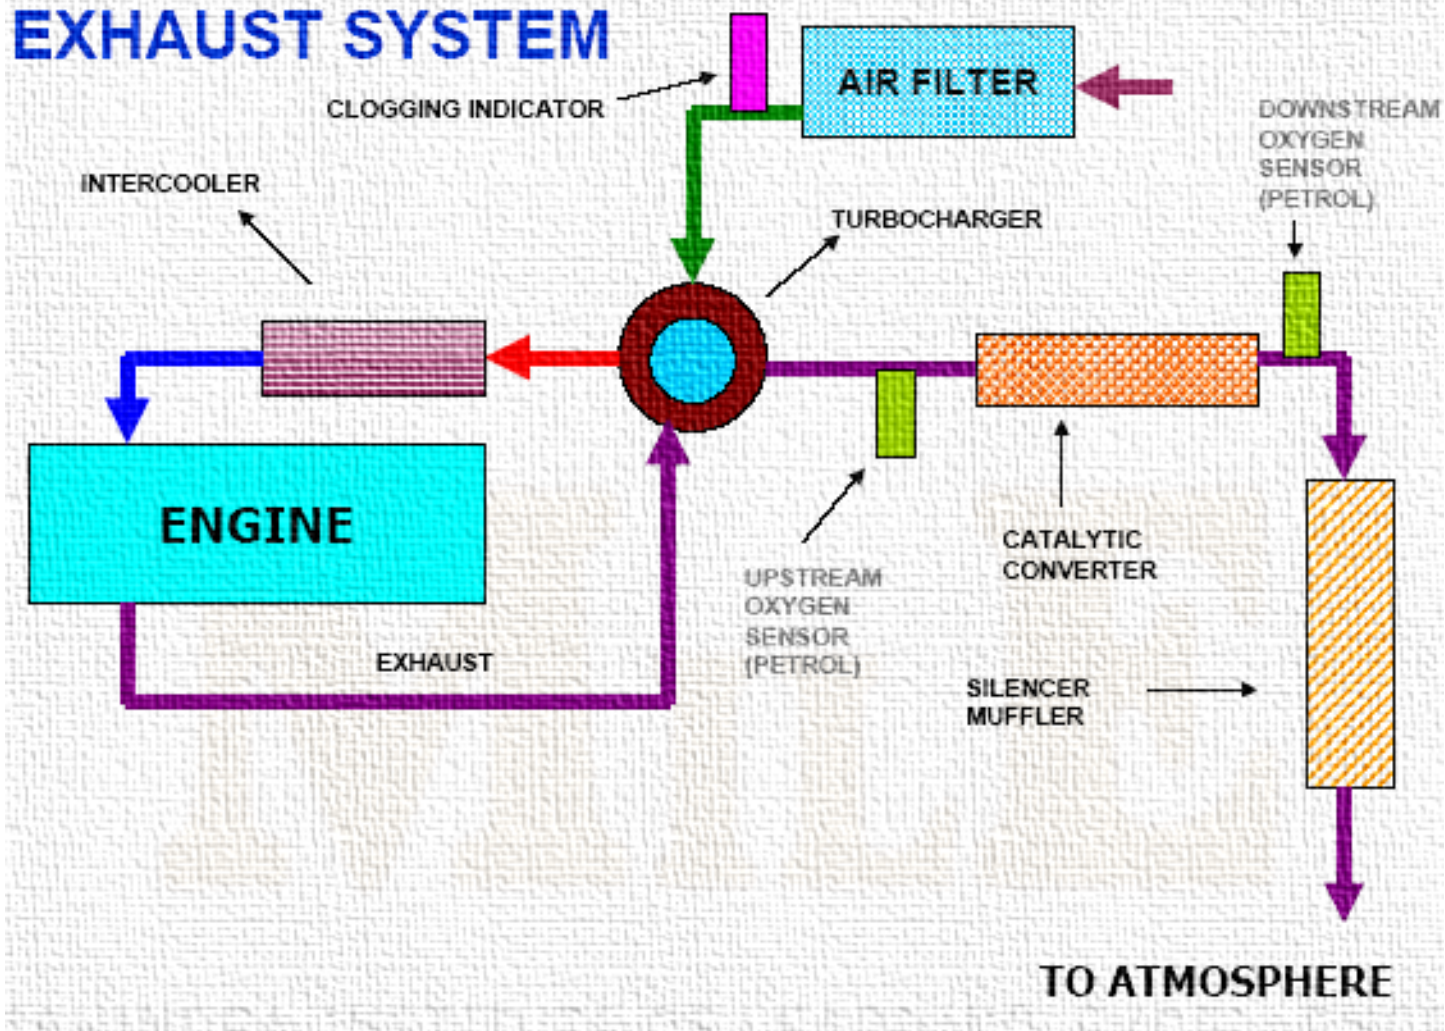 EXHAUST SYSTEM
AIR FILTER
CLOGGING INDICATOR
DOWNSTREAM
OXYGEN
SENSOR
(PETROL)
INTERCOOLER
TURBOCHARGER
ENGINE
CATALYTIC
CONVERTER
UPSTREAM
OXYGEN
SENSOR
(PETROL)
EXHAUST
SILENCER
MUFFLER
TO ATMOSPHERE